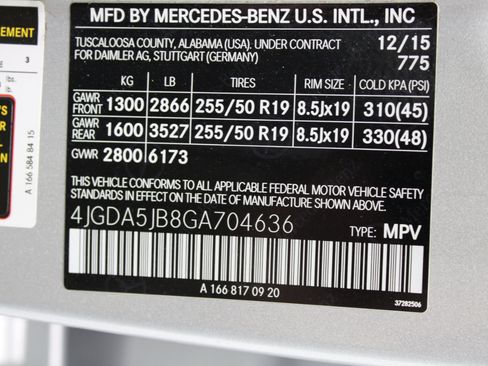 MFD BY MERCEDES-BENZ U.S. INTL., INC
TUSCALOOSA COUNTY, ALABAMA (USA). UNDER CONTRACT 12/15
FOR DAIMLER AG, STUTTGART (GERMANY) 775
KG LB TIRES RIM SIZE COLD KPA (PSI)
GAWR FRONT 1300 2866 255/50 R19 8.5Jx19 310(45)
GAWR REAR 1600 3527 255/50 R19 8.5Jx19 330(48)
GVWR 2800 6173
THIS VEHICLE CONFORMS TO ALL APPLICABLE FEDERAL MOTOR VEHICLE SAFETY
STANDARDS IN EFFECT ON THE DATE OF MANUFACTURE SHOWN ABOVE.
4JGDA5JB8GA704636 TYPE: MPV
A 166 817 09 20
37282506
EMENT
3
A 166 584 84 15